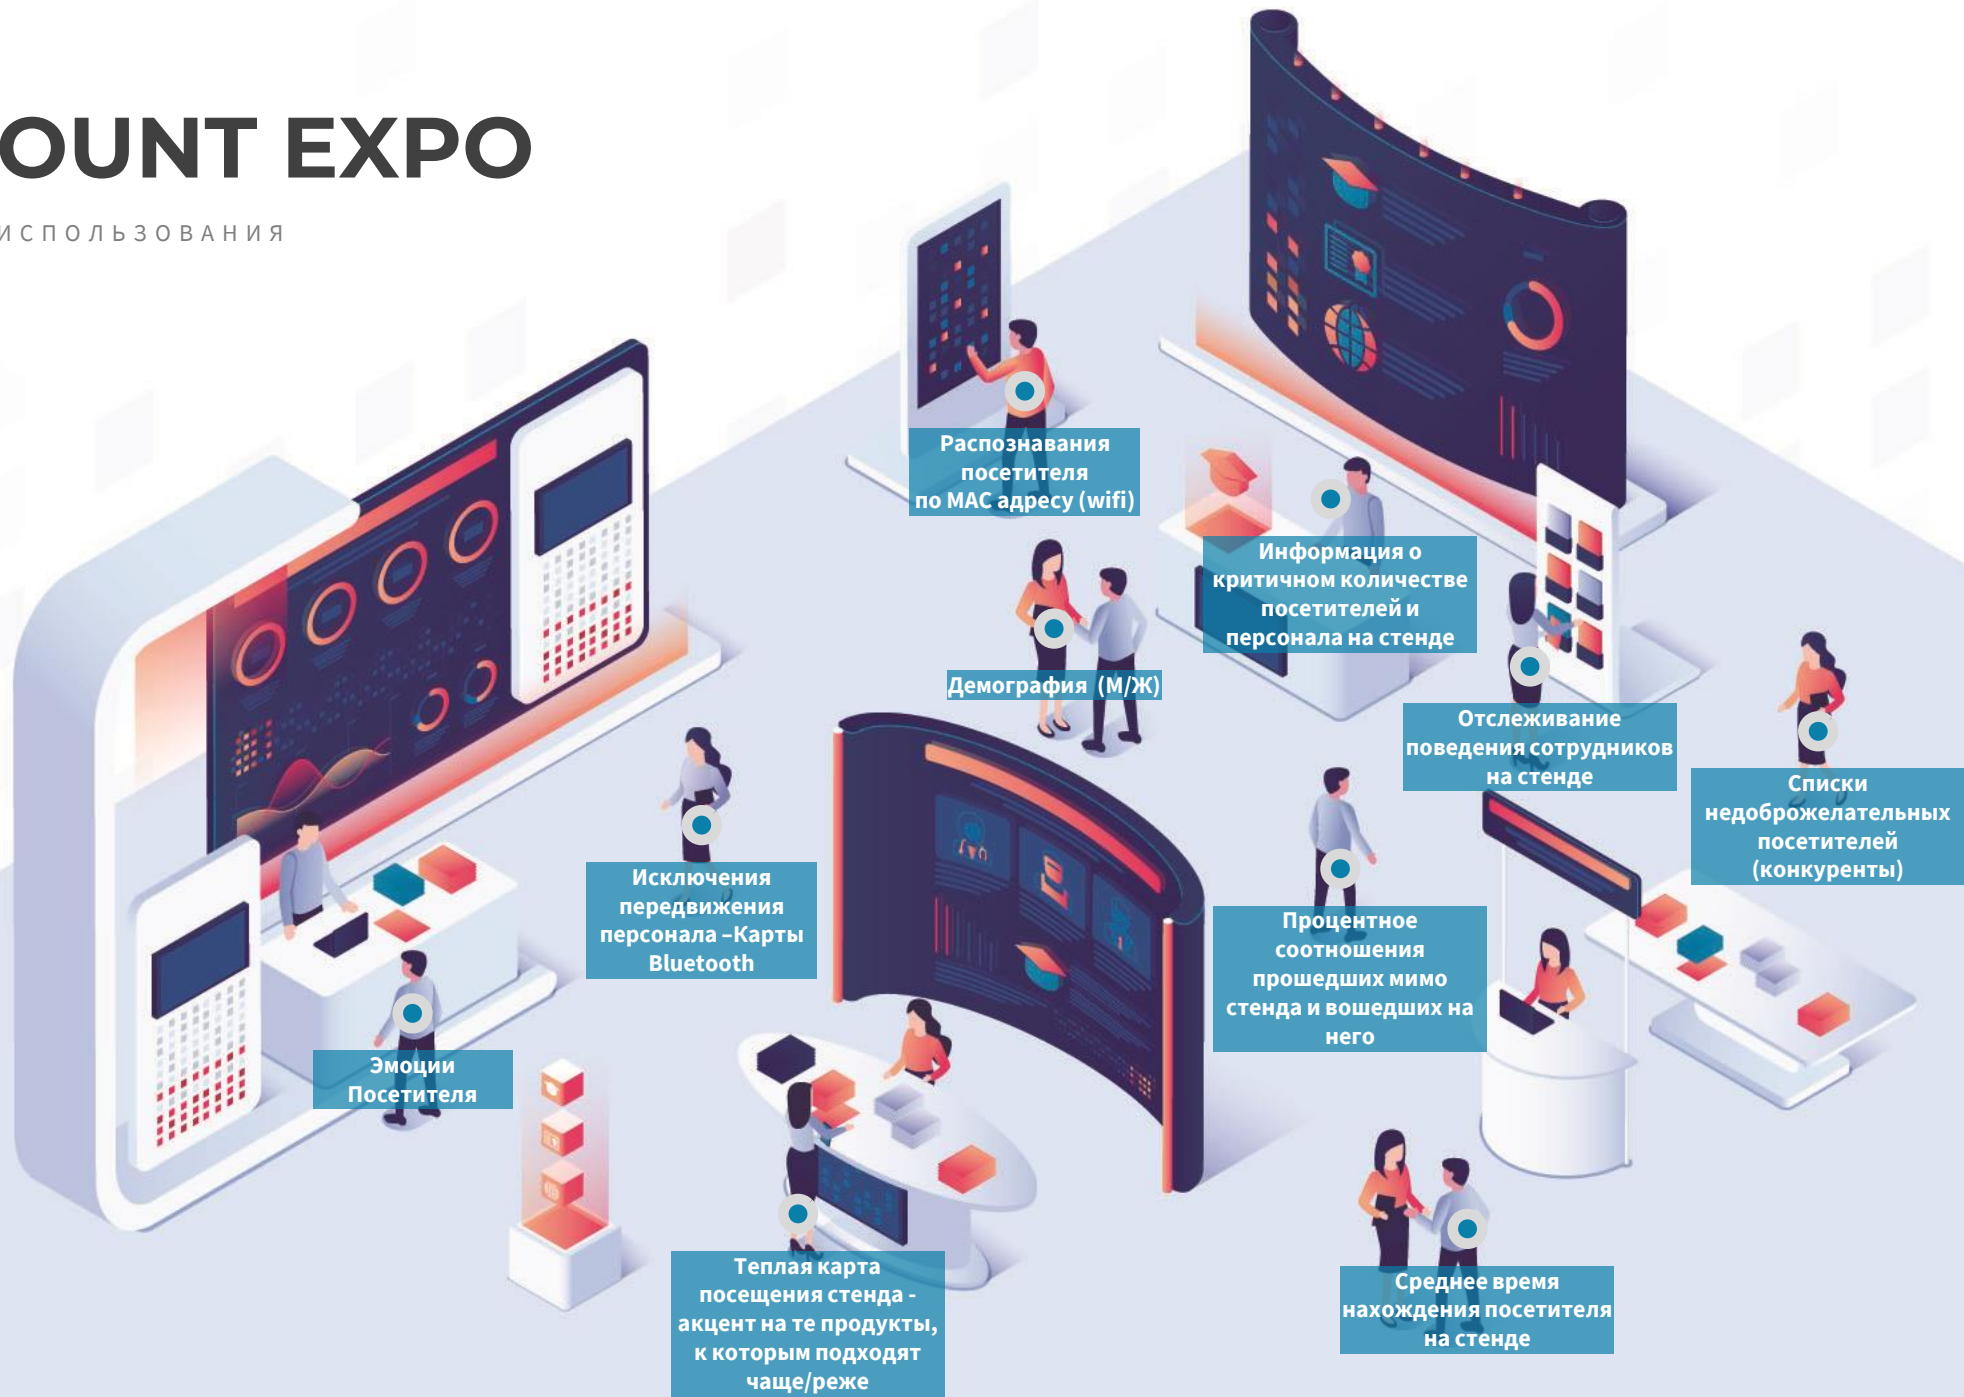 OUNT EXPO
ИСПОЛЬЗОВАНИЯ
Распознавания
посетителя
по МАС адресу (wifi)
Информация о
критичном количестве
посетителей и
персонала на стенде
Демография (М/Ж)
Отслеживание
поведения сотрудников
на стенде
Списки
недоброжелательных
посетителей
(конкуренты)
Исключения
передвижения
персонала –Карты
Bluetooth
Процентное
соотношения
прошедших мимо
стенда и вошедших на
него
Эмоции
Посетителя
Теплая карта
посещения стенда -
акцент на те продукты,
к которым подходят
чаще/реже
Среднее время
нахождения посетителя
на стенде